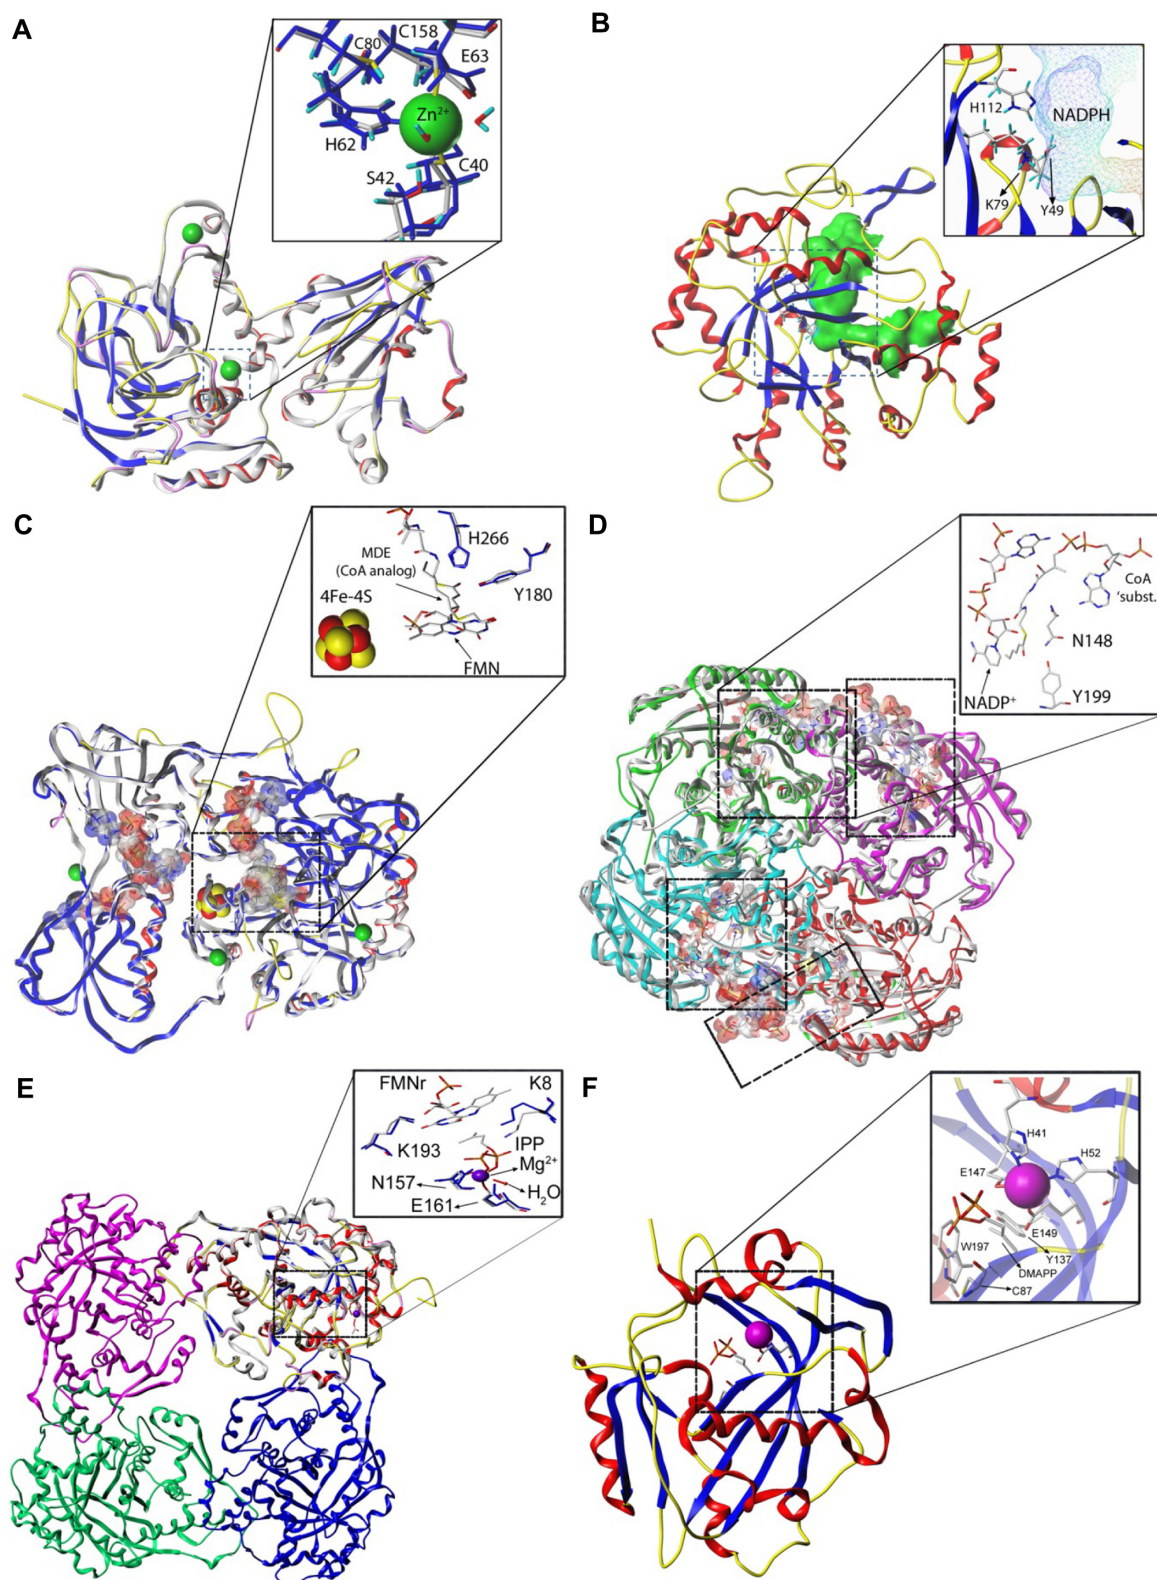 A
C158
C80
E63
Zn²⁺
H62
C40
S42
B
H112
NADPH
K79
Y49
C
H266
MDE
(CoA analog)
Y180
4Fe-4S
FMN
D
CoA
'subst.
N148
NADP⁺
Y199
E
FMNr
K8
K193
IPP
Mg²⁺
N157
H₂O
E161
F
H41
H52
E147
E149
W197
Y137
DMAPP
C87